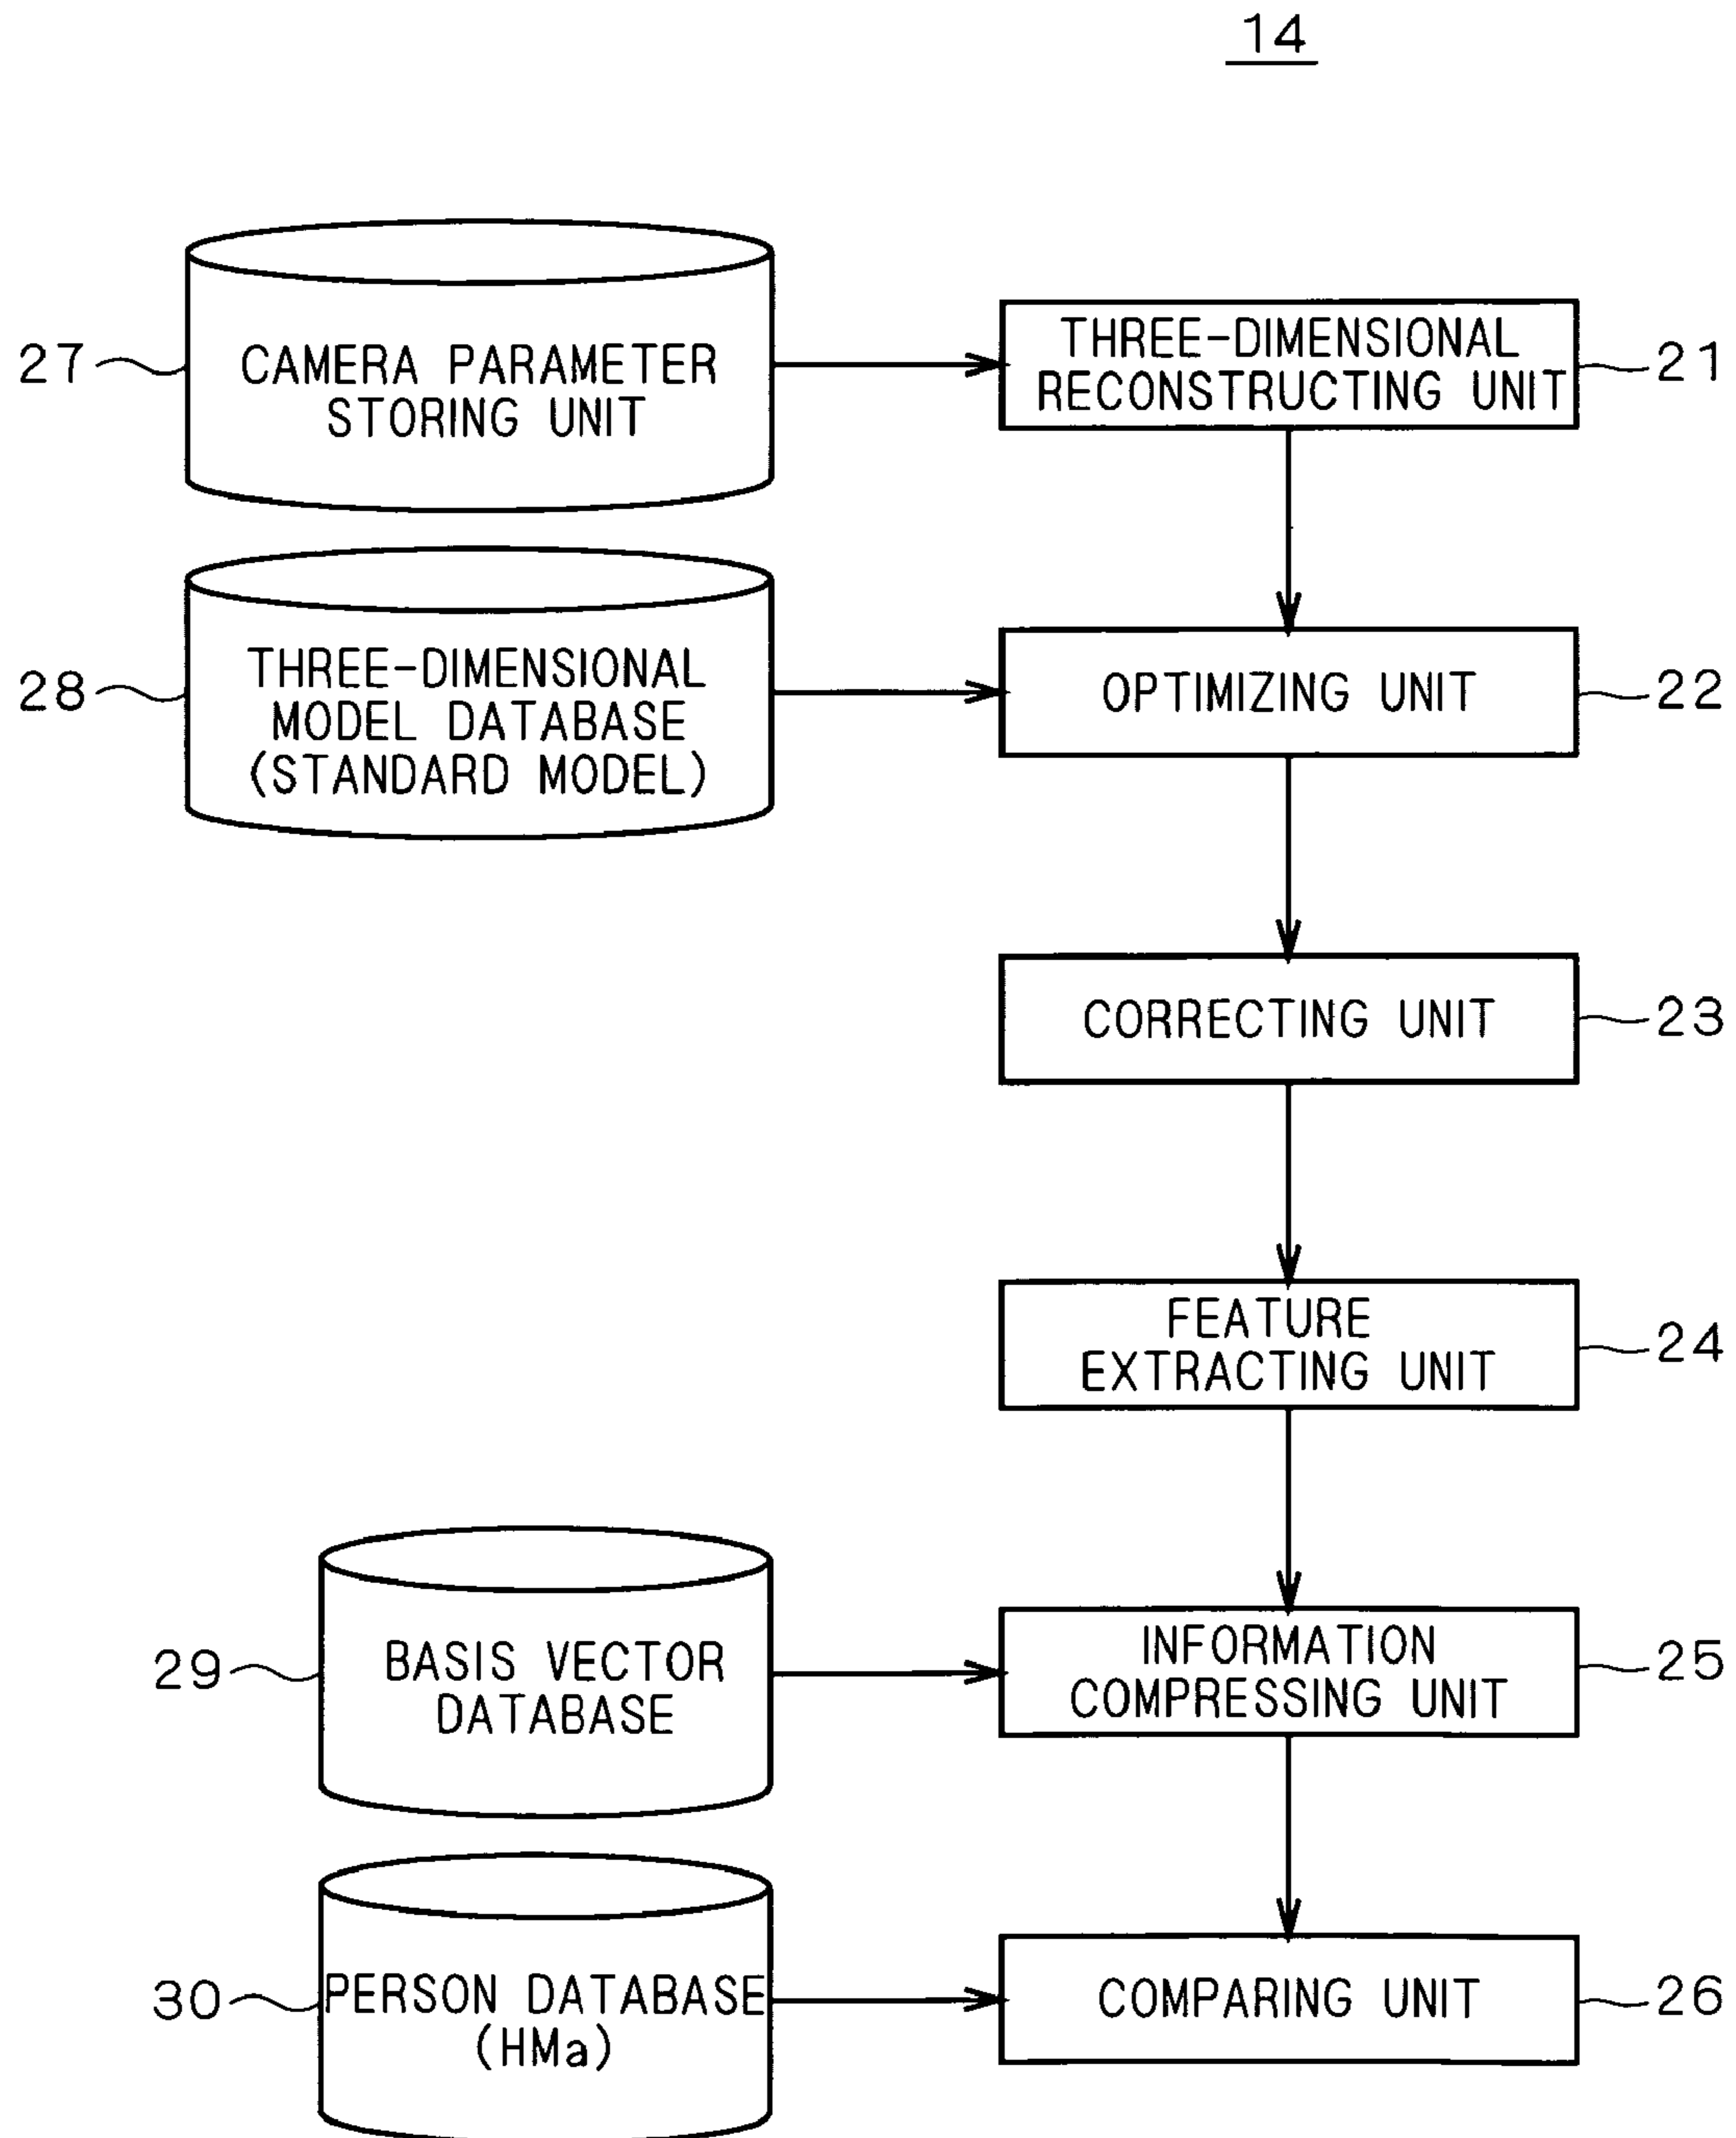 14
27
CAMERA PARAMETER
STORING UNIT
THREE-DIMENSIONAL
RECONSTRUCTING UNIT
21
28
THREE-DIMENSIONAL
MODEL DATABASE
(STANDARD MODEL)
OPTIMIZING UNIT
22
CORRECTING UNIT
23
FEATURE
EXTRACTING UNIT
24
29
BASIS VECTOR
DATABASE
INFORMATION
COMPRESSING UNIT
25
30
PERSON DATABASE
(HMa)
COMPARING UNIT
26